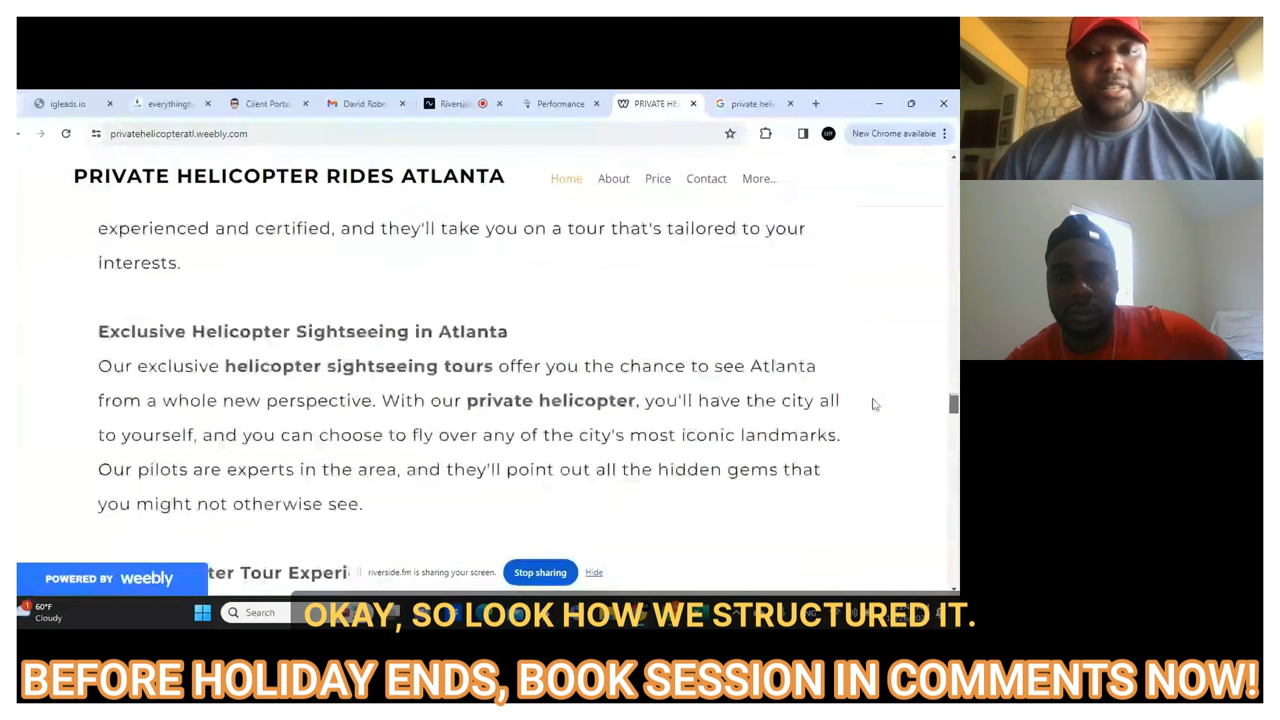 igleads.io
everythingt
Client Porta
David Robe
Riversi
Performance
PRIVATE HEL
private heli
privatehelicopteratl.weebly.com
New Chrome available
PRIVATE HELICOPTER RIDES ATLANTA
Home About Price Contact More...
experienced and certified, and they'll take you on a tour that's tailored to your
interests.
Exclusive Helicopter Sightseeing in Atlanta
Our exclusive helicopter sightseeing tours offer you the chance to see Atlanta
from a whole new perspective. With our private helicopter, you'll have the city all
to yourself, and you can choose to fly over any of the city's most iconic landmarks.
Our pilots are experts in the area, and they'll point out all the hidden gems that
you might not otherwise see.
ter Tour Experi
POWERED BY weebly
riverside.fm is sharing your screen. Stop sharing Hide
1
60°F
Cloudy
Search
OKAY, SO LOOK HOW WE STRUCTURED IT.
BEFORE HOLIDAY ENDS, BOOK SESSION IN COMMENTS NOW!